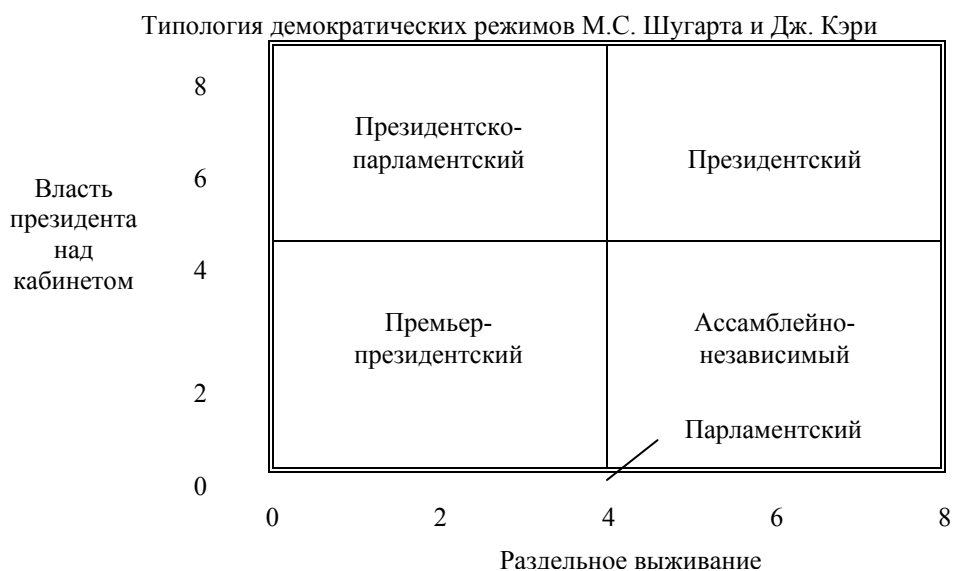 Типология демократических режимов М.С. Шугарта и Дж. Кэри
8
Президентско-
парламентский
Президентский
6
Власть
президента
над
кабинетом
4
Премьер-
президентский
Ассамблейно-
независимый
2
Парламентский
0
0 2 4 6 8
Раздельное выживание